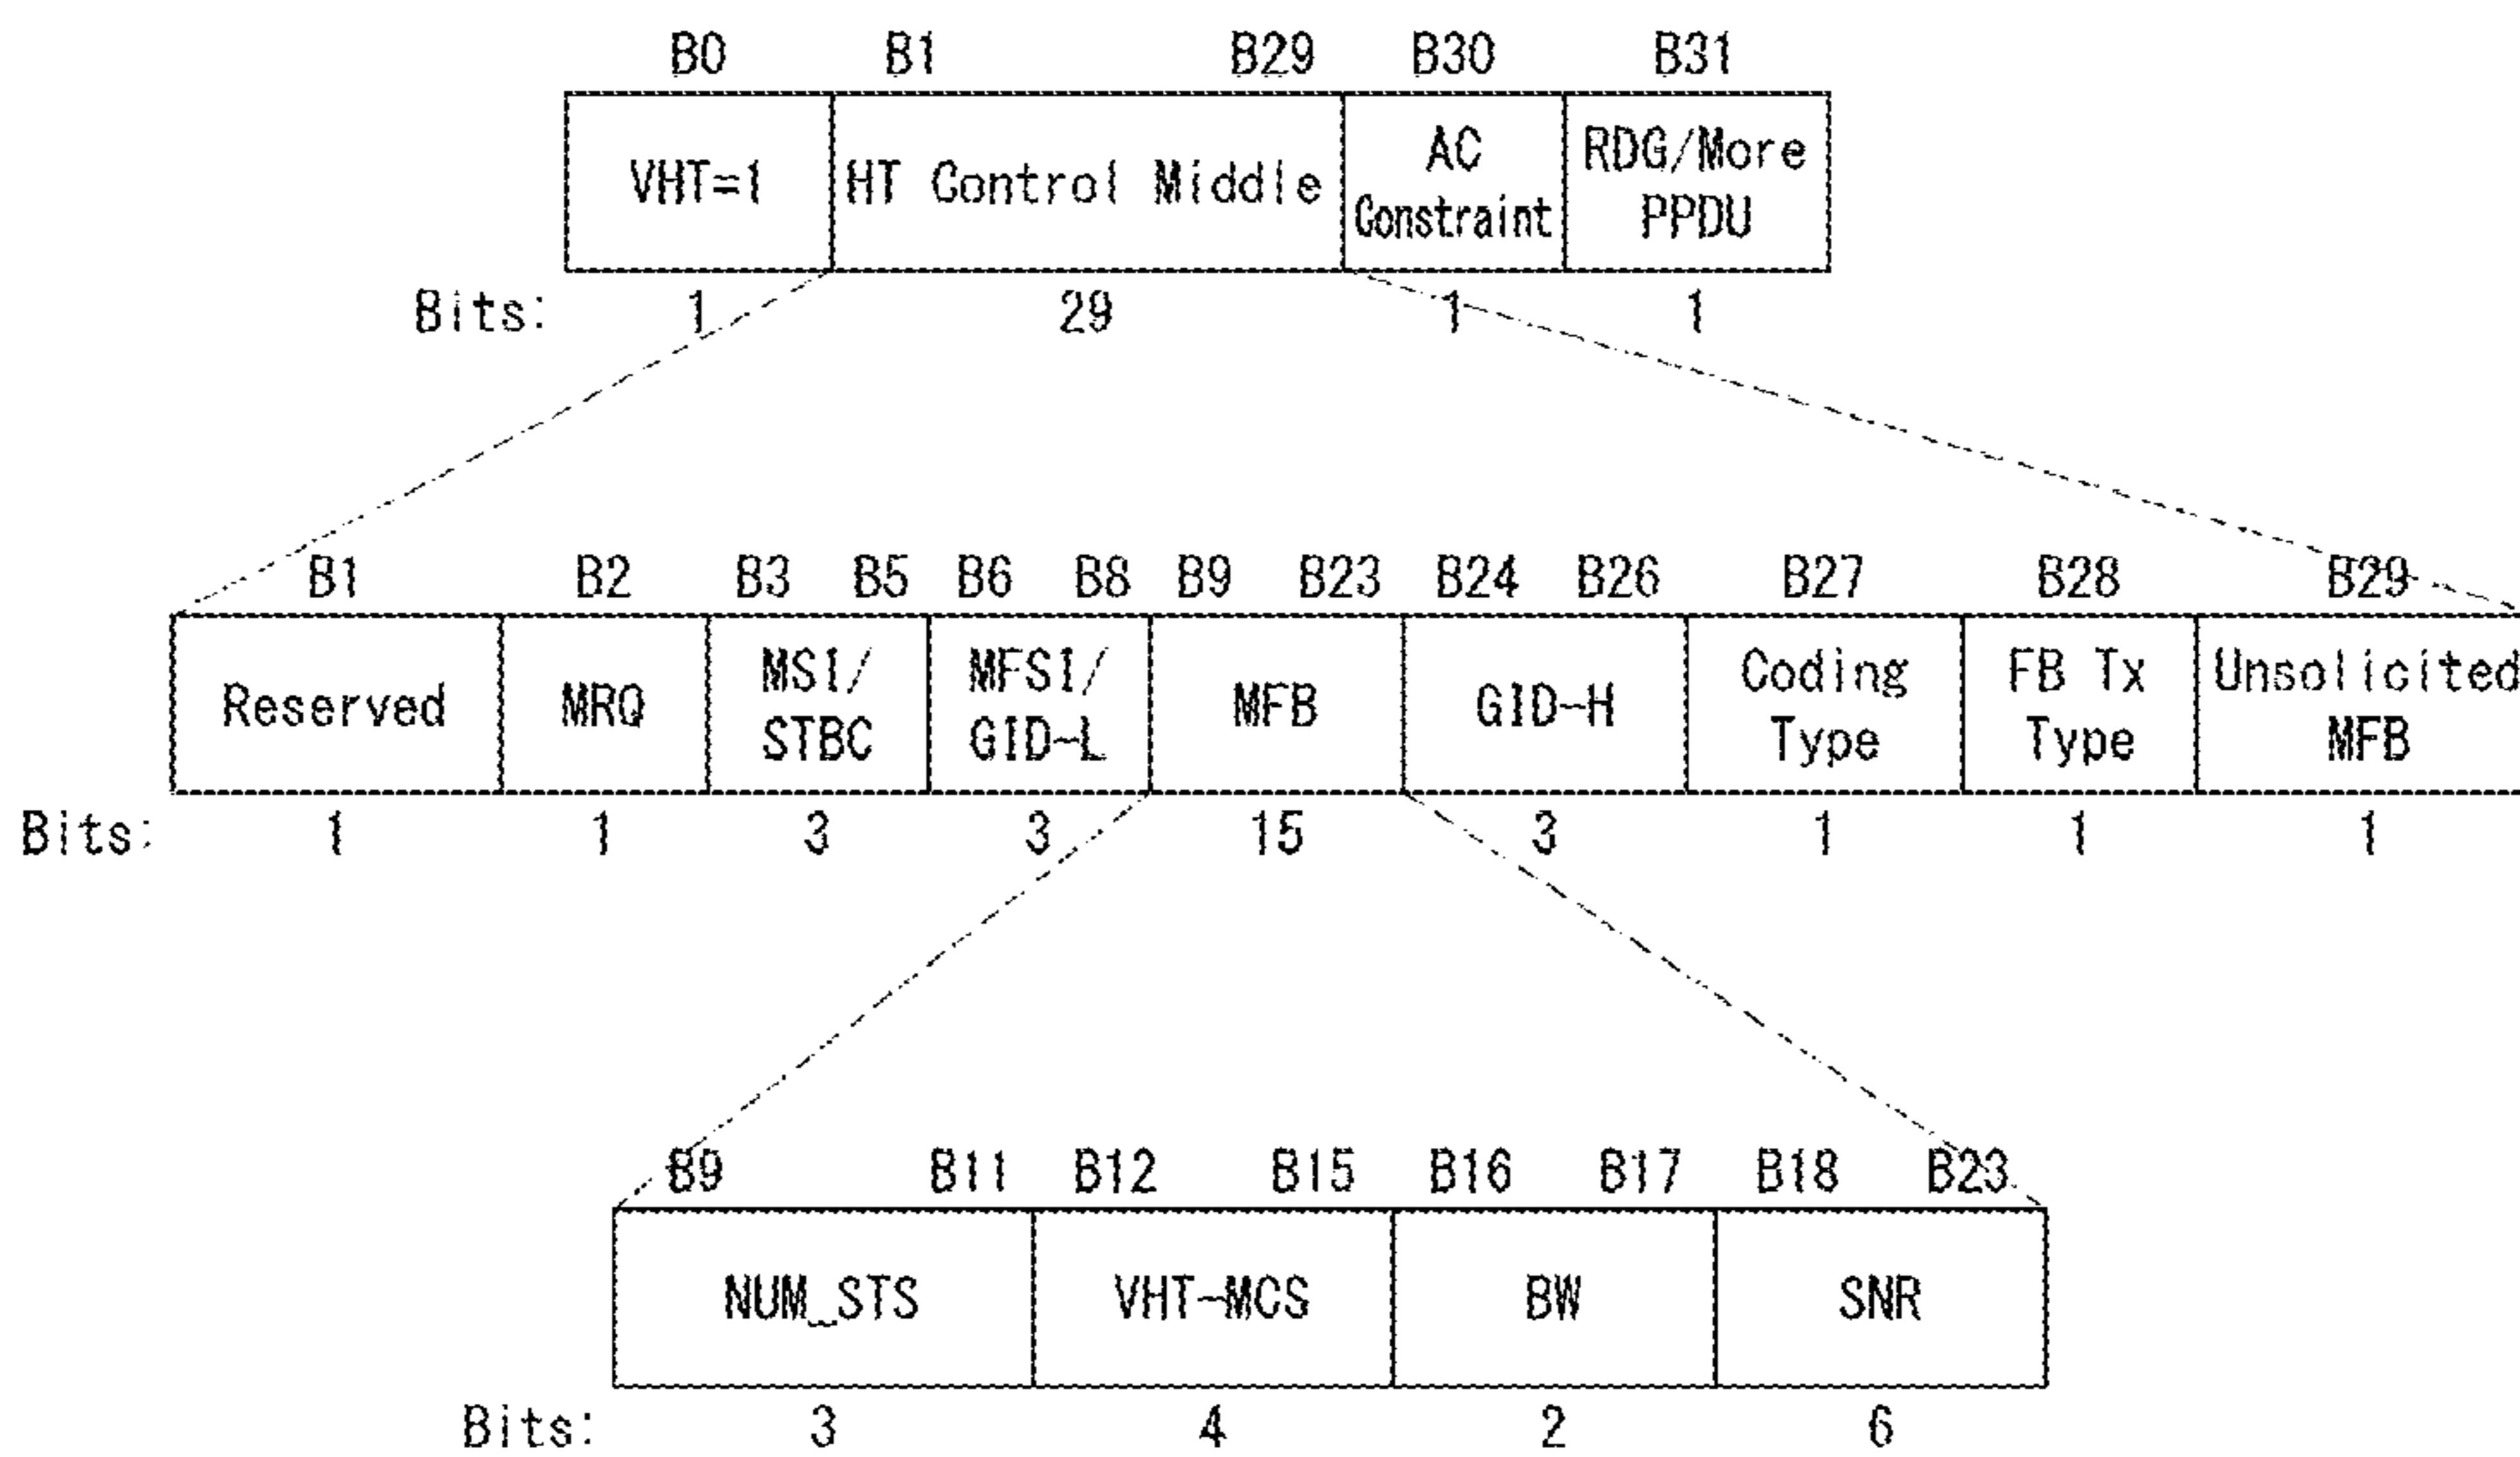 B0 B1 B29 B30 B31
VHT=1 HT Control Middle AC Constraint RDG/More PPDU
Bits: 1 29 1 1
B1 B2 B3 B5 B6 B8 B9 B23 B24 B26 B27 B28 B29
Reserved MRQ MSI/ STBC MFSI/ GID-L MFB GID-H Coding Type FB Tx Type Unsolicited MFB
Bits: 1 1 3 3 15 3 1 1 1
B9 B11 B12 B15 B16 B17 B18 B23
NUM_STS VHT-MCS BW SNR
Bits: 3 4 2 6